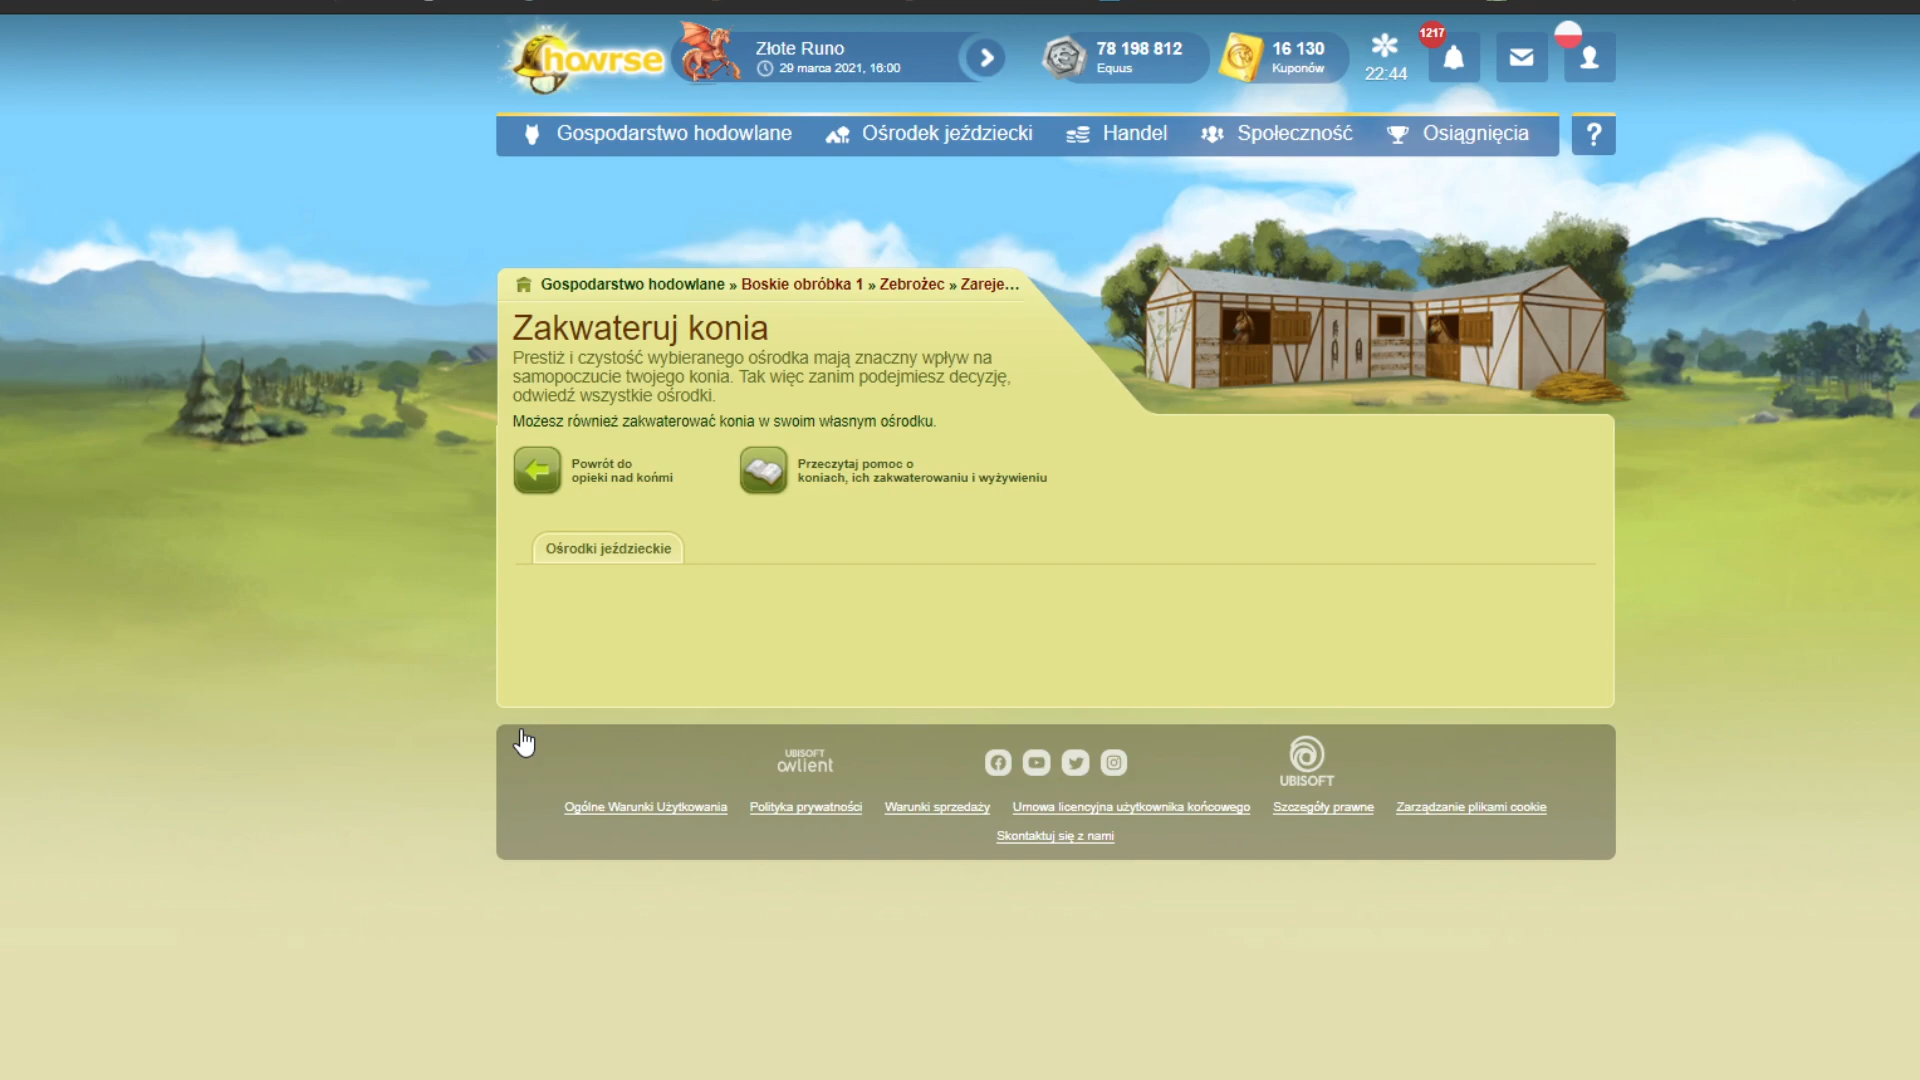 howrse
Złote Runo
29 marca 2021, 16:00
78 198 812
Equus
16 130
Kuponów
22:44
1217
Gospodarstwo hodowlane
Ośrodek jeździecki
Handel
Społeczność
Osiągnięcia
?
Gospodarstwo hodowlane » Boskie obróbka 1 » Zebrożec » Zareje...
Zakwateruj konia
Prestiż i czystość wybieranego ośrodka mają znaczny wpływ na
samopoczucie twojego konia. Tak więc zanim podejmiesz decyzję,
odwiedź wszystkie ośrodki.
Możesz również zakwaterować konia w swoim własnym ośrodku.
Powrót do
opieki nad końmi
Przeczytaj pomoc o
koniach, ich zakwaterowaniu i wyżywieniu
Ośrodki jeździeckie
UBISOFT
owlient
UBISOFT
Ogólne Warunki Użytkowania
Polityka prywatności
Warunki sprzedaży
Umowa licencyjna użytkownika końcowego
Szczegóły prawne
Zarządzanie plikami cookie
Skontaktuj się z nami